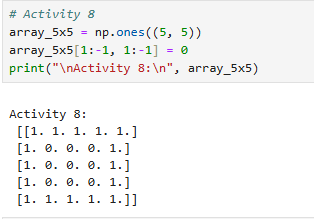 # Activity 8
array_5x5 = np.ones((5, 5))
array_5x5[1:-1, 1:-1] = 0
print("\nActivity 8:\n", array_5x5)
Activity 8:
[[1. 1. 1. 1. 1.]
[1. 0. 0. 0. 1.]
[1. 0. 0. 0. 1.]
[1. 0. 0. 0. 1.]
[1. 1. 1. 1. 1.]]